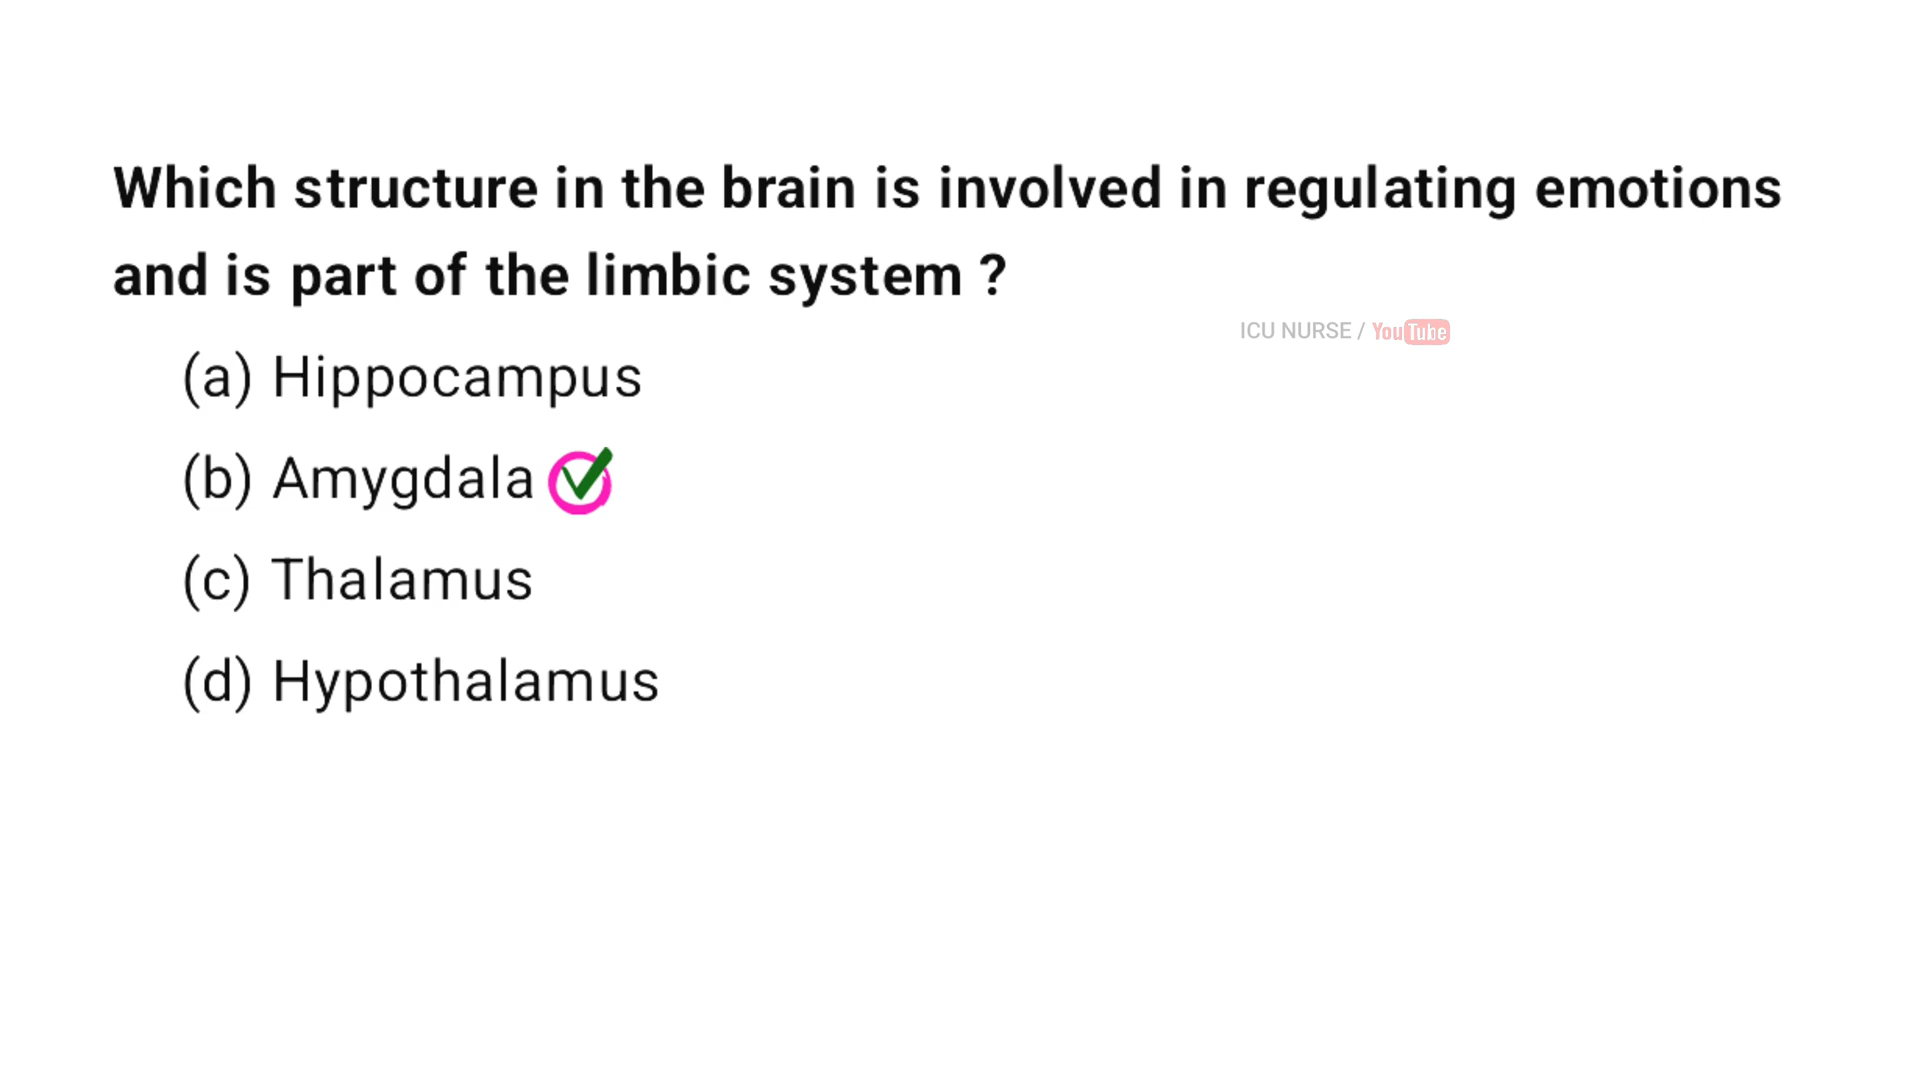 Which structure in the brain is involved in regulating emotions
and is part of the limbic system ?
ICU NURSE / YouTube
(a) Hippocampus
(b) Amygdala
(c) Thalamus
(d) Hypothalamus